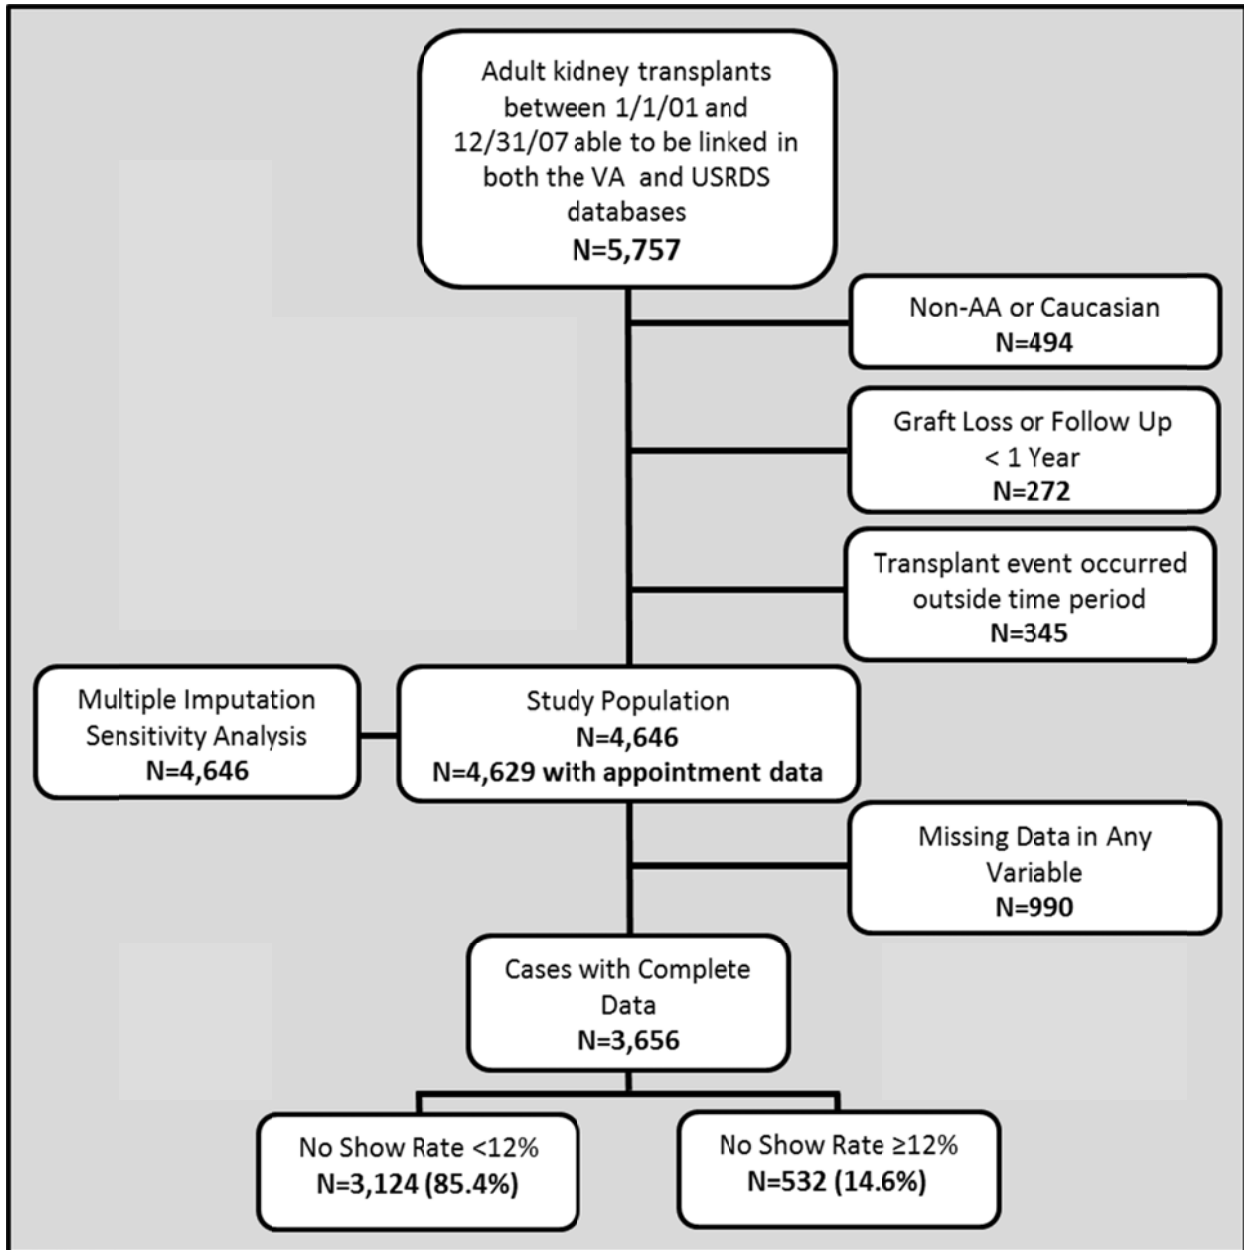 Adult kidney transplants
between 1/1/01 and
12/31/07 able to be linked in
both the VA and USRDS
databases
N=5,757
Non-AA or Caucasian
N=494
Graft Loss or Follow Up
< 1 Year
N=272
Transplant event occurred
outside time period
N=345
Multiple Imputation
Sensitivity Analysis
N=4,646
Study Population
N=4,646
N=4,629 with appointment data
Missing Data in Any
Variable
N=990
Cases with Complete
Data
N=3,656
No Show Rate <12%
N=3,124 (85.4%)
No Show Rate ≥12%
N=532 (14.6%)